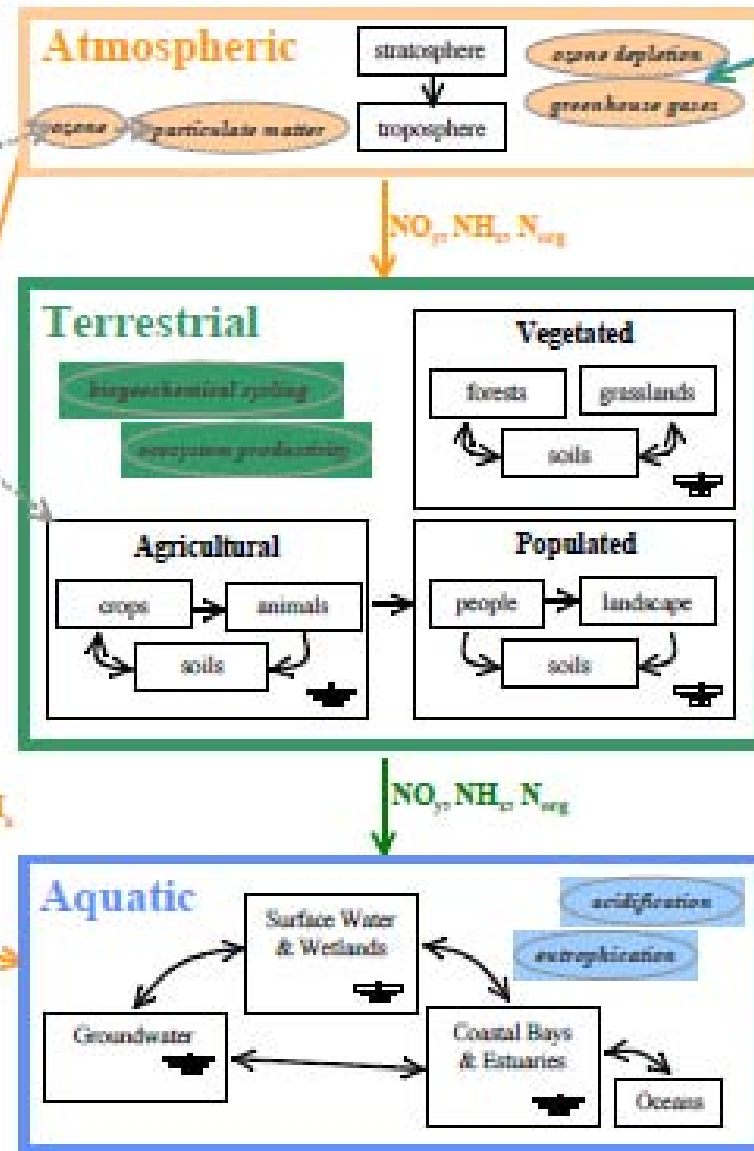 Atmospheric
stratosphere
ozone depletion
greenhouse gases
ozone
particulate matter
troposphere
NOy, NHx, Norg
Terrestrial
Vegetated
biogeochemical cycling
forests
grasslands
ecosystem productivity
soils
Agricultural
Populated
crops
animals
people
landscape
soils
soils
NOy, NHx, Norg
Aquatic
acidification
Surface Water
& Wetlands
eutrophication
Groundwater
Coastal Bays
& Estuaries
Oceans